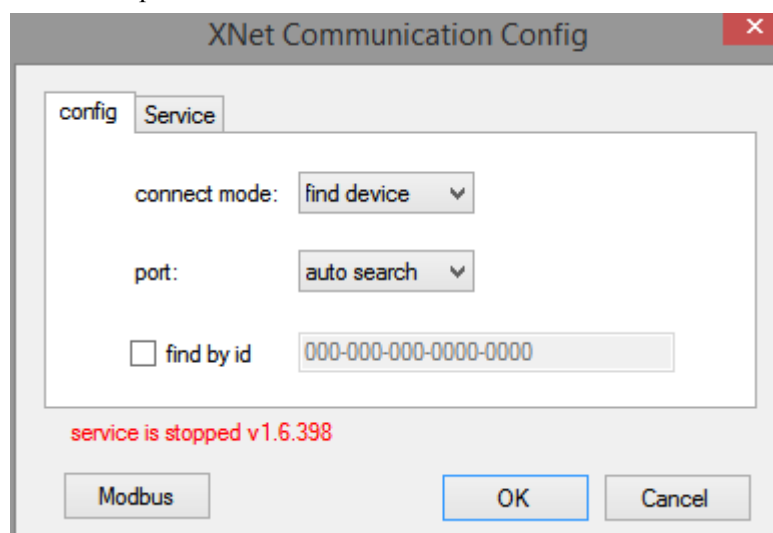 XNet Communication Config
config Service
connect mode: find device
port: auto search
find by id 000-000-000-0000-0000
service is stopped v1.6.398
Modbus OK Cancel